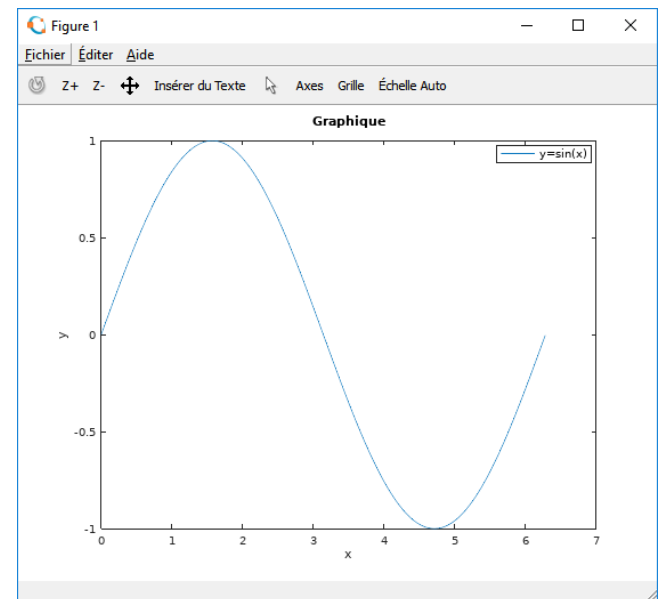 Figure 1
Fichier Éditer Aide
Z+ Z- Insérer du Texte Axes Grille Échelle Auto
Graphique
y=sin(x)
1
0.5
0
-0.5
-1
y
0 1 2 3 4 5 6 7
x